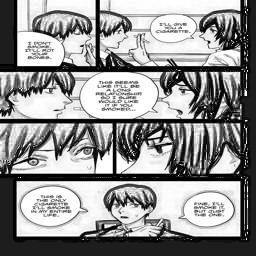 I'LL GIVE
YOU A
CIGARETTE.
I DON'T
SMOKE.
IT'LL ROT
YOUR
BONES.
THIS SEEMS
LIKE IT'LL BE
A LONG
RELATIONSHIP
SO I SURE
WOULD LIKE
IT IF YOU
SMOKED...
FINE, I'LL
SMOKE IT.
BUT JUST
THE ONE.
THIS IS
THE ONLY
CIGARETTE
I'LL SMOKE
IN MY ENTIRE
LIFE.